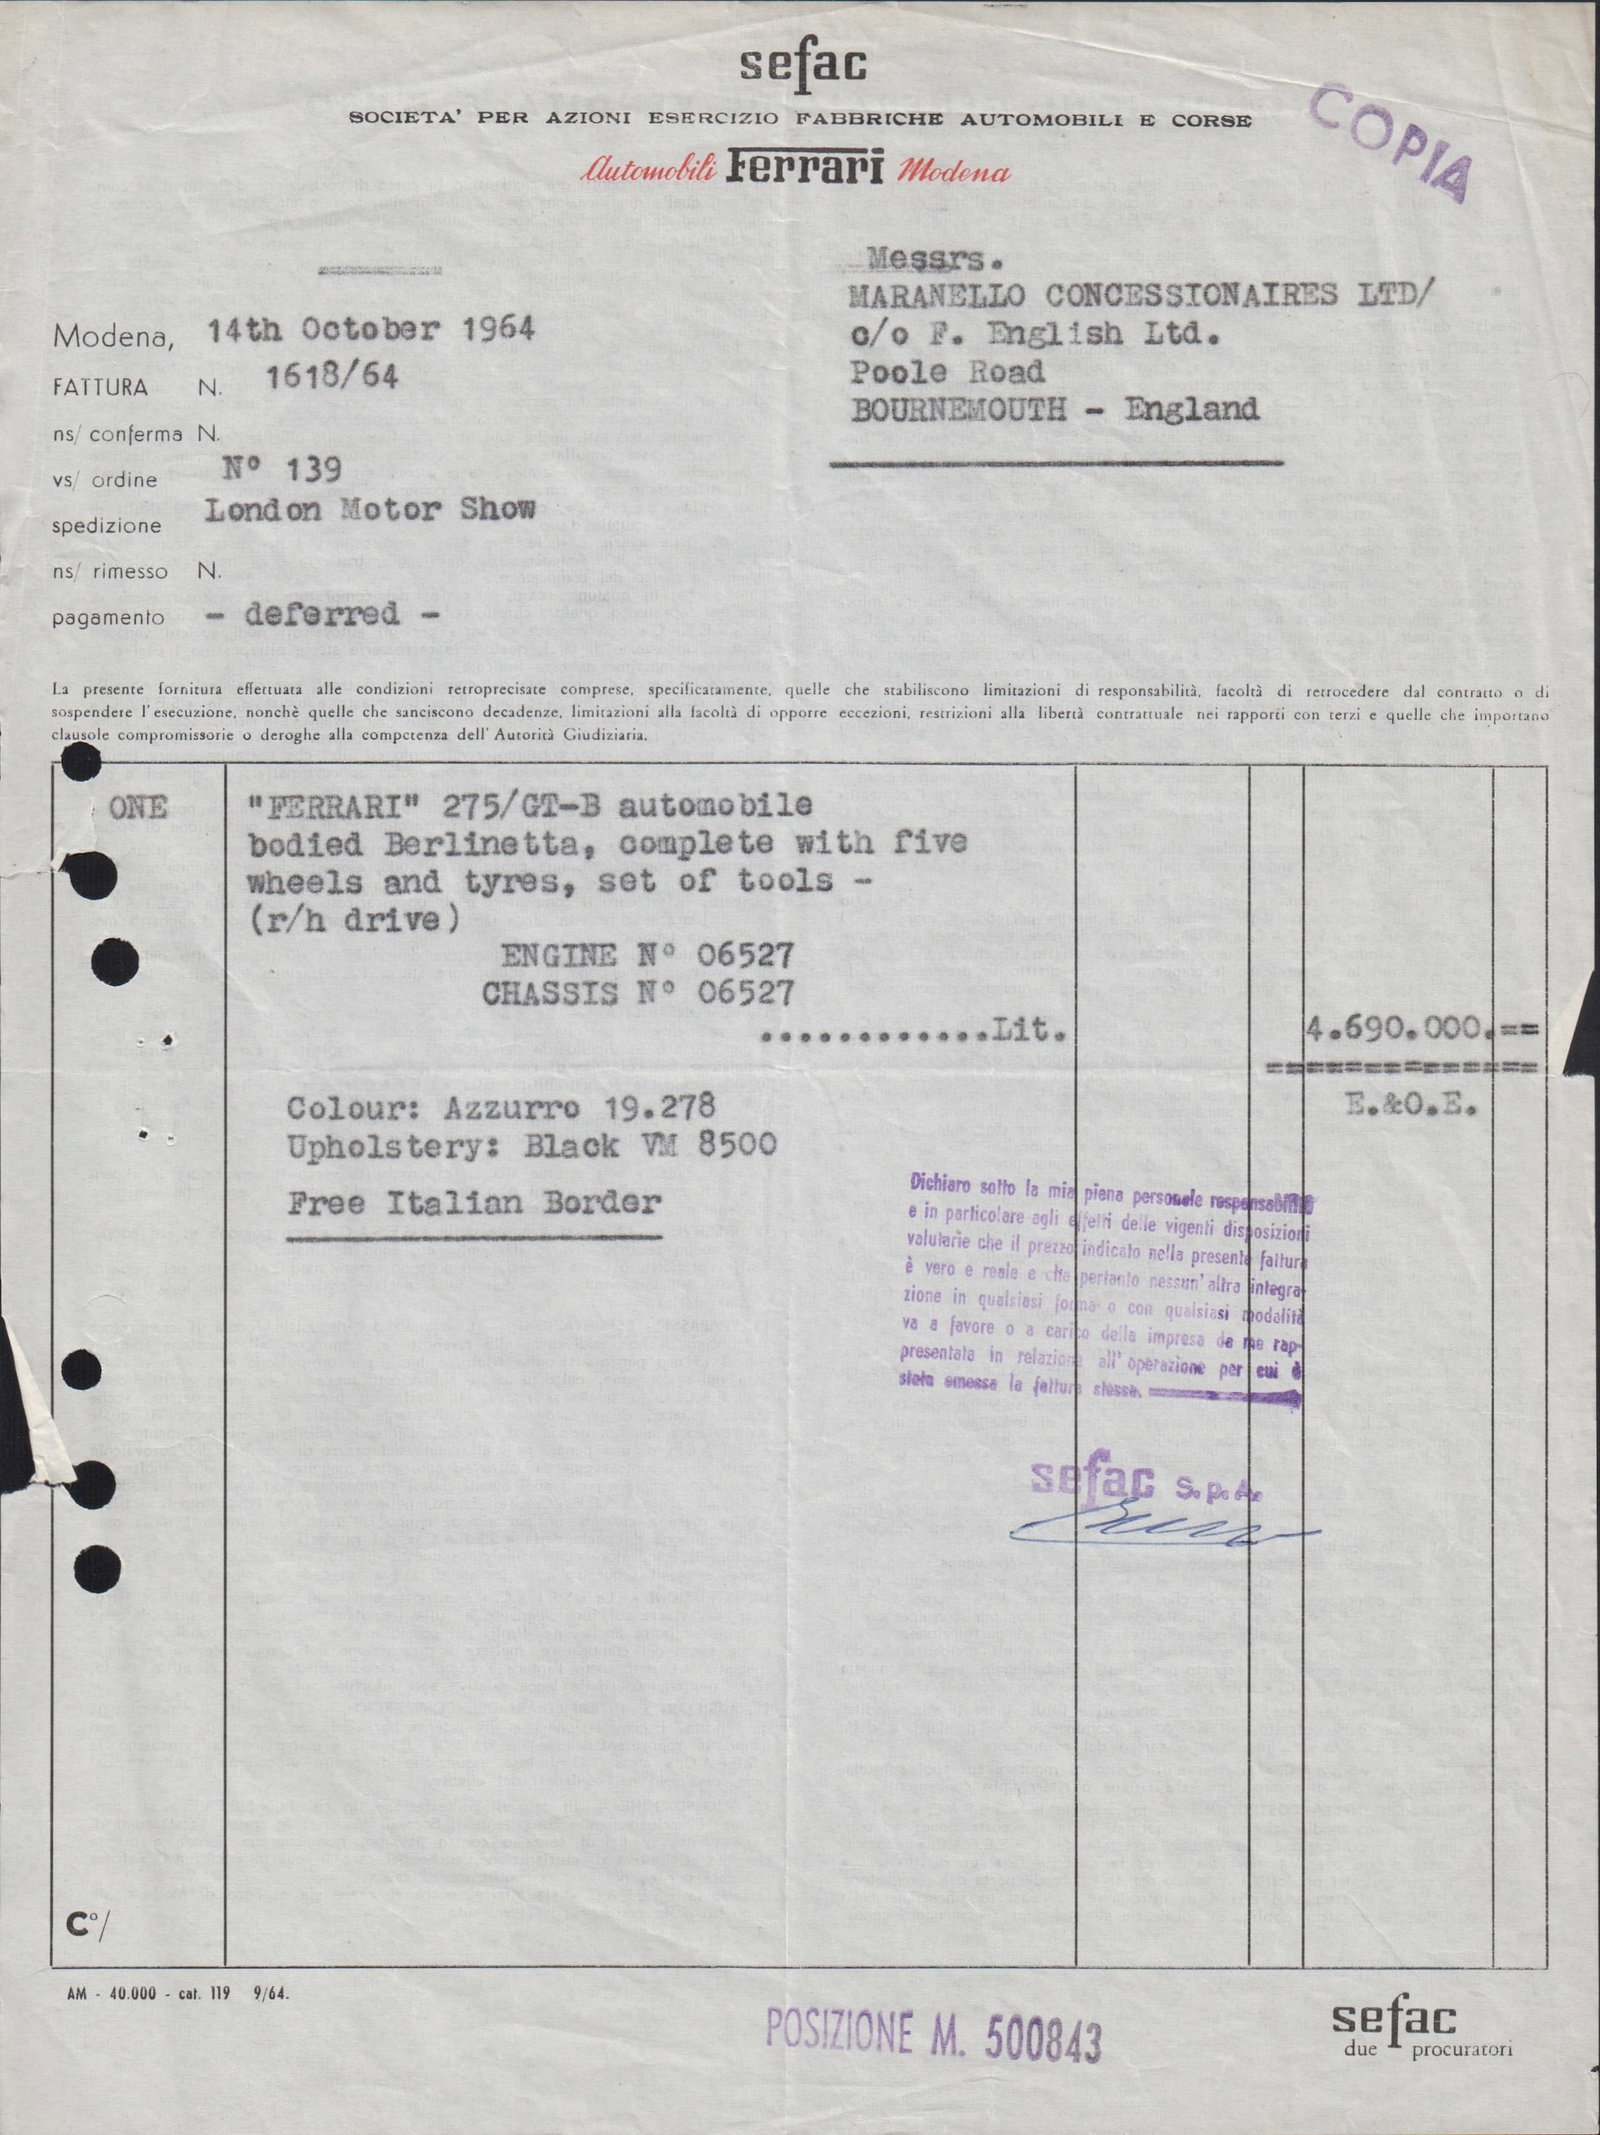 sefac
SOCIETA' PER AZIONI ESERCIZIO FABBRICHE AUTOMOBILI E CORSE
Automobili Ferrari Modena
COPIA
Messrs.
MARANELLO CONCESSIONAIRES LTD/
c/o F. English Ltd.
Poole Road
BOURNEMOUTH - England
Modena, 14th October 1964
FATTURA N. 1618/64
ns/ conferma N.
vs/ ordine Nº 139
spedizione London Motor Show
ns/ rimesso N.
pagamento - deferred -
La presente fornitura effettuata alle condizioni retroprecisate comprese, specificatamente, quelle che stabiliscono limitazioni di responsabilità, facoltà di retrocedere dal contratto o di
sospendere l'esecuzione, nonchè quelle che sanciscono decadenze, limitazioni alla facoltà di opporre eccezioni, restrizioni alla libertà contrattuale nei rapporti con terzi e quelle che importano
clausole compromissorie o deroghe alla competenza dell'Autorità Giudiziaria.
ONE "FERRARI" 275/GT-B automobile
bodied Berlinetta, complete with five
wheels and tyres, set of tools -
(r/h drive)
ENGINE Nº 06527
CHASSIS Nº 06527
............Lit. 4.690.000.==
==============
E.&O.E.
Colour: Azzurro 19.278
Upholstery: Black VM 8500
Free Italian Border
Dichiaro sotto la mia piena personale responsabilità
e in particolare agli effetti delle vigenti disposizioni
valutarie che il prezzo indicato nella presente fattura
è vero e reale e che pertanto nessun' altra integra-
zione in qualsiasi forma o con qualsiasi modalità
va a favore o a carico della impresa da me rap-
presentata in relazione all' operazione per cui è
stata emessa la fattura stessa.
sefac s.p.A.
Cº/
AM - 40.000 - cat. 119 9/64.
POSIZIONE M. 500843
sefac
due procuratori